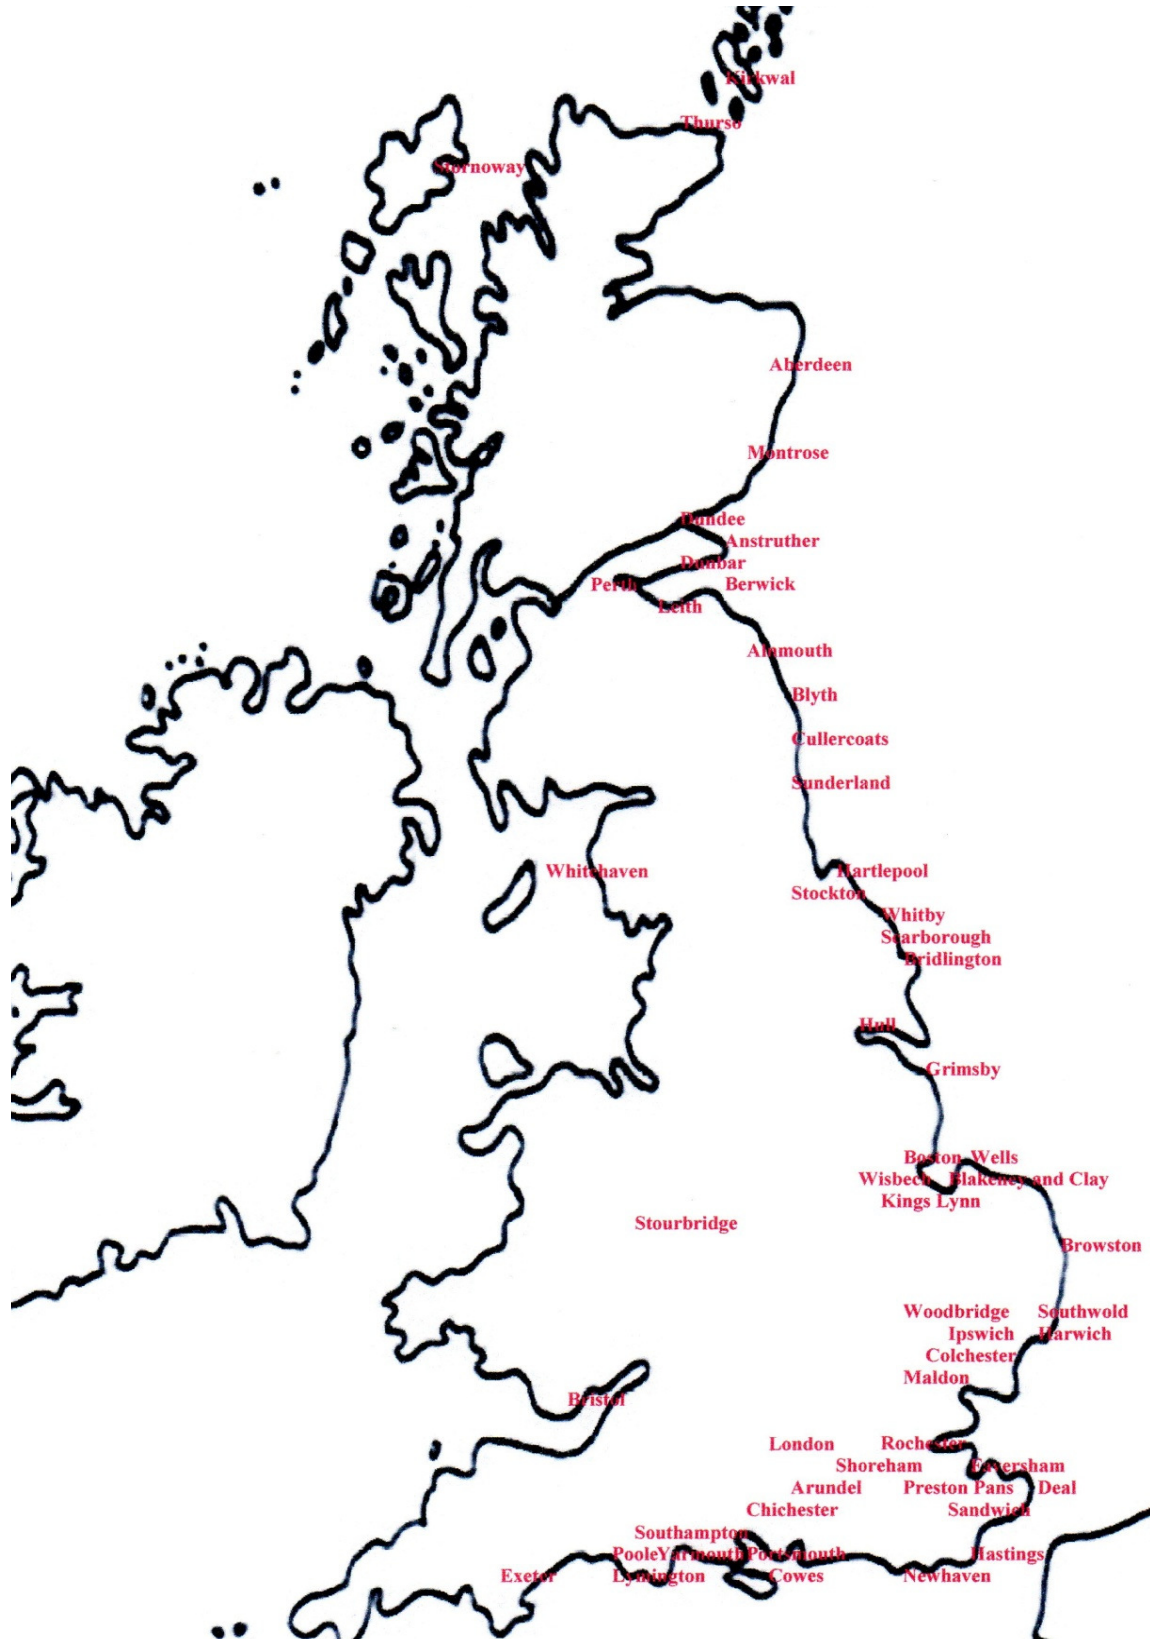 Kirkwal
Thurso
Stornoway
Aberdeen
Montrose
Dundee
Anstruther
Dunbar
Perth
Berwick
Leith
Alnmouth
Blyth
Cullercoats
Sunderland
Whitehaven
Hartlepool
Stockton
Whitby
Scarborough
Bridlington
Hull
Grimsby
Boston Wells
Wisbech Blakeney and Clay
Kings Lynn
Stourbridge
Browston
Woodbridge Southwold
Ipswich Harwich
Colchester
Maldon
Bristol
London Rochester
Shoreham Faversham
Arundel Preston Pans Deal
Chichester Sandwich
Southampton
Poole Yarmouth Portsmouth Hastings
Exeter Lymington Cowes Newhaven